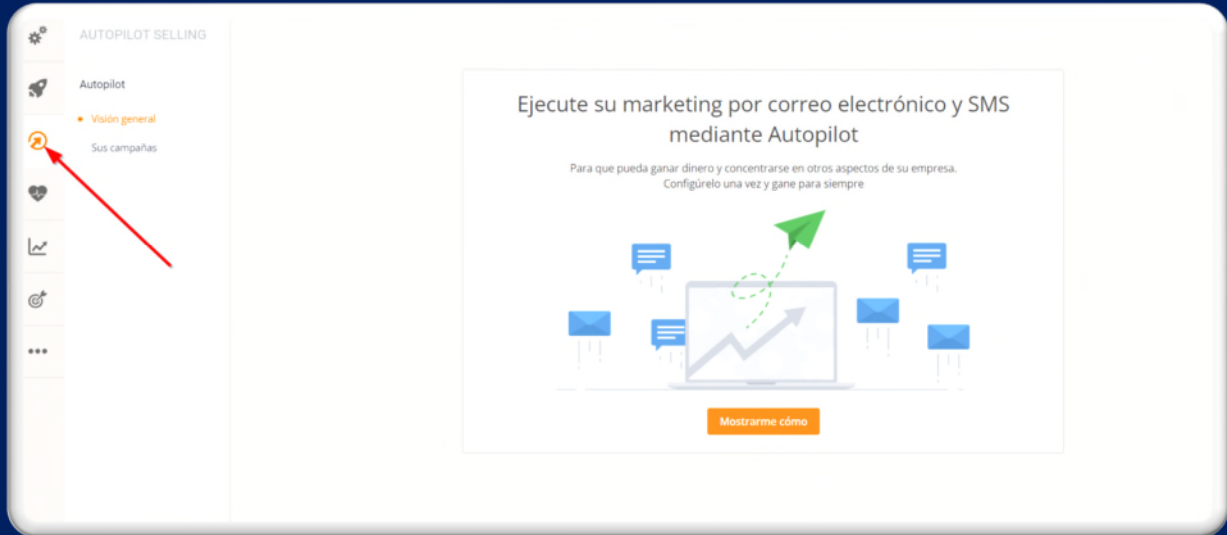 AUTOPILOT SELLING
Autopilot
Visión general
Sus campañas
Ejecute su marketing por correo electrónico y SMS
mediante Autopilot
Para que pueda ganar dinero y concentrarse en otros aspectos de su empresa.
Configúrelo una vez y gane para siempre
Mostrarme cómo